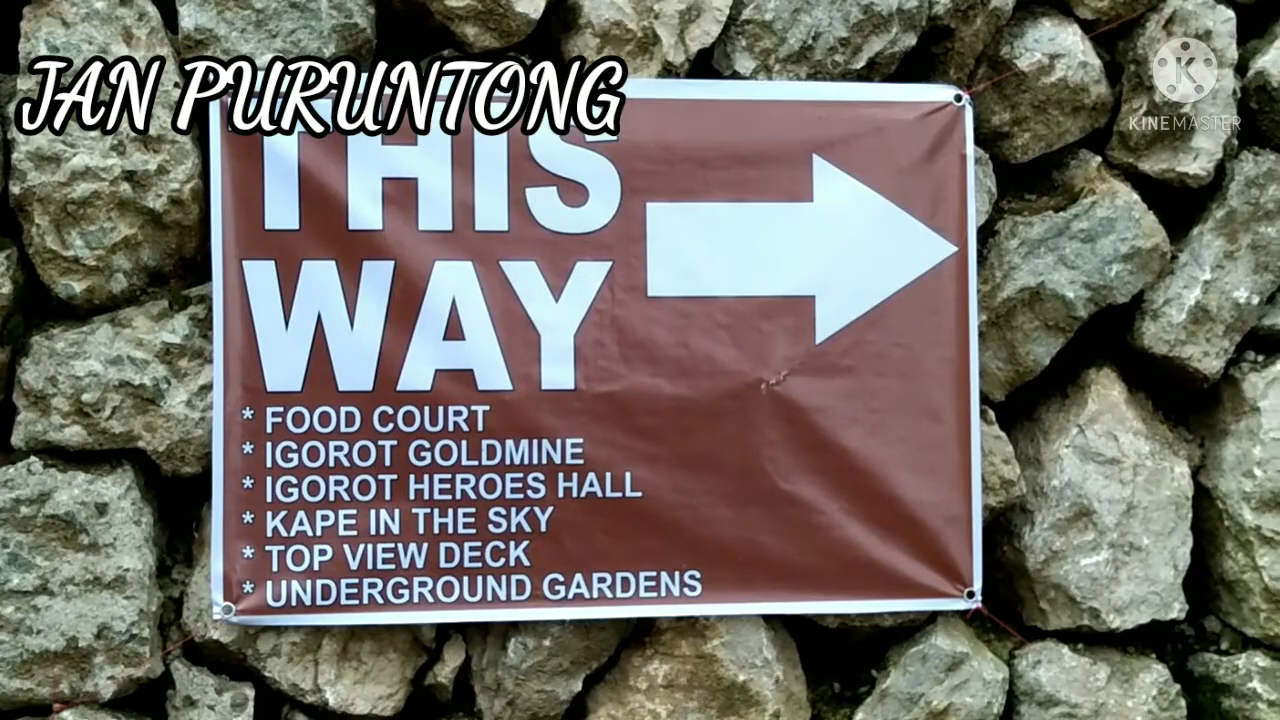 JAN PURUNTONG
K
KINEMASTER
THIS
WAY
* FOOD COURT
* IGOROT GOLDMINE
* IGOROT HEROES HALL
* KAPE IN THE SKY
* TOP VIEW DECK
* UNDERGROUND GARDENS